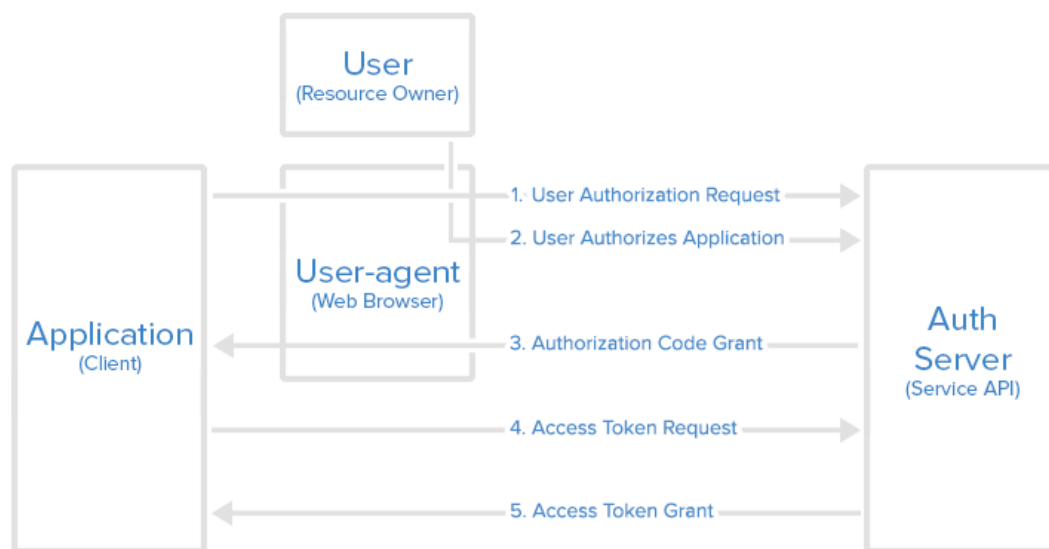 User
(Resource Owner)
1. User Authorization Request
2. User Authorizes Application
User-agent
(Web Browser)
Application
(Client)
3. Authorization Code Grant
Auth
Server
(Service API)
4. Access Token Request
5. Access Token Grant